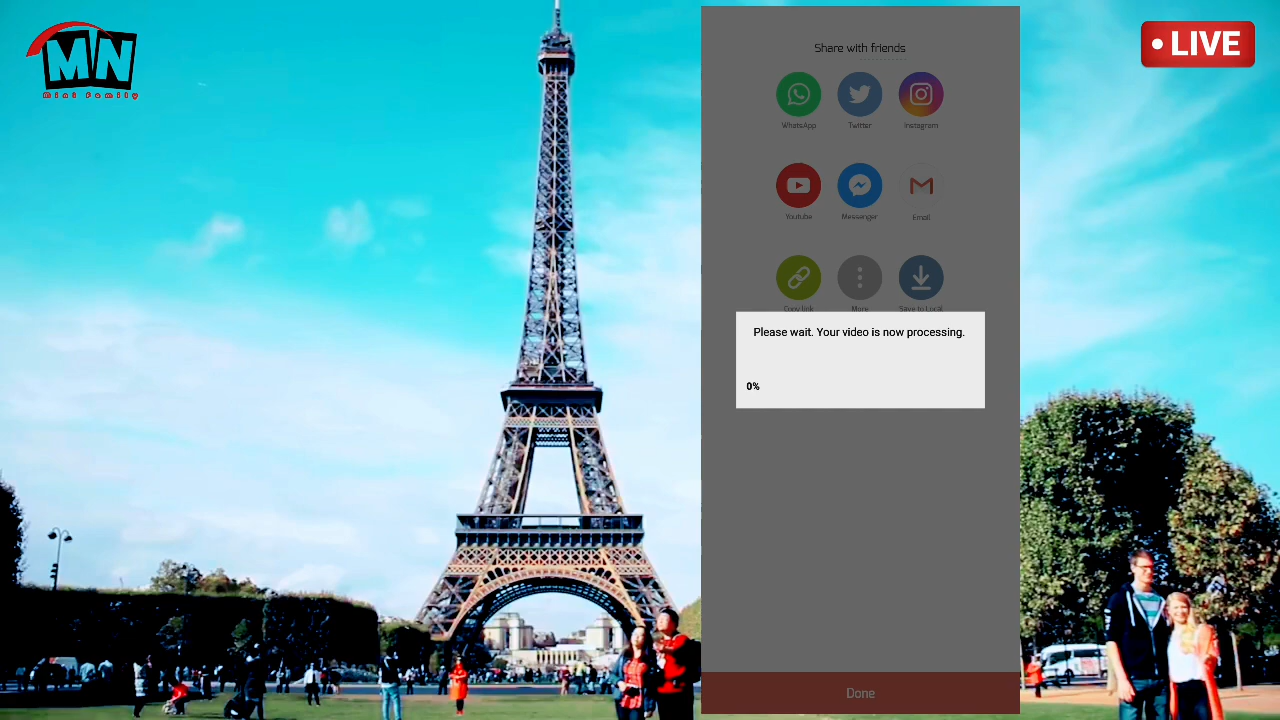 MN
Mini Family
LIVE
Share with friends
WhatsApp
Twitter
Instagram
Youtube
Messenger
Email
Copy link
More
Save to Local
Please wait. Your video is now processing.
0%
Done